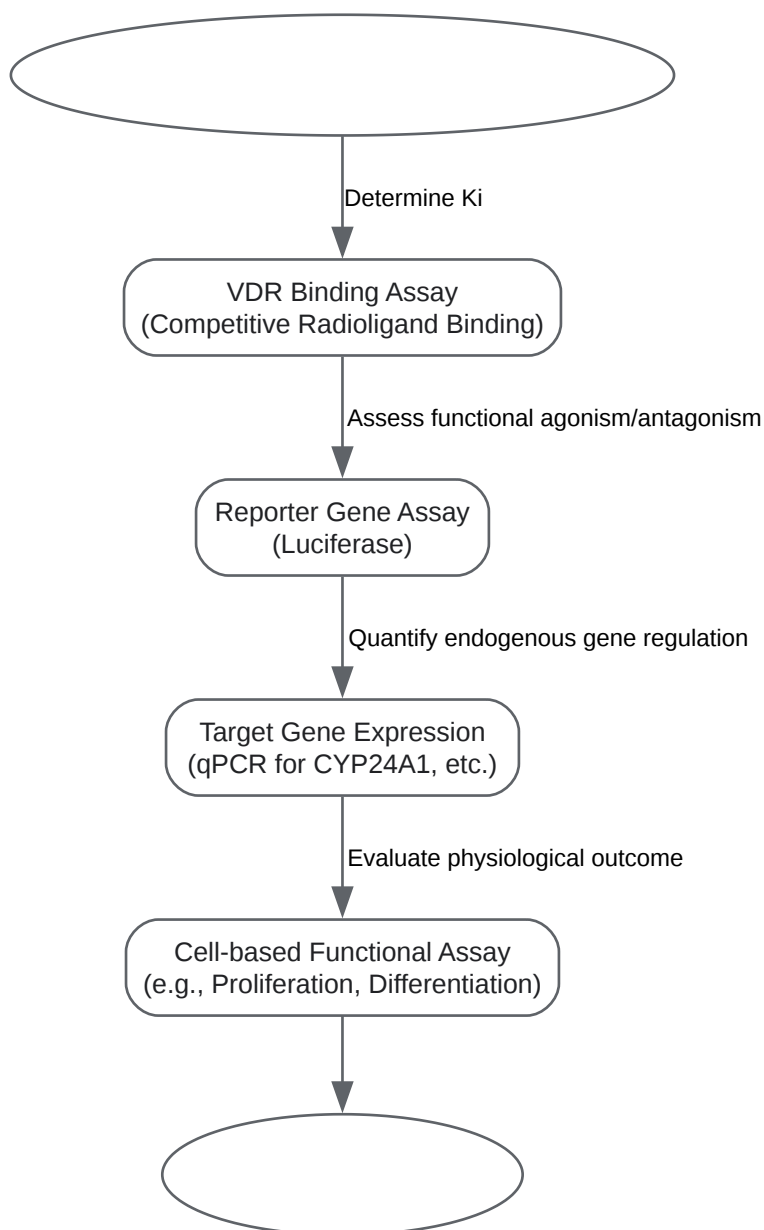 Determine Ki
VDR Binding Assay
(Competitive Radioligand Binding)
Assess functional agonism/antagonism
Reporter Gene Assay
(Luciferase)
Quantify endogenous gene regulation
Target Gene Expression
(qPCR for CYP24A1, etc.)
Evaluate physiological outcome
Cell-based Functional Assay
(e.g., Proliferation, Differentiation)